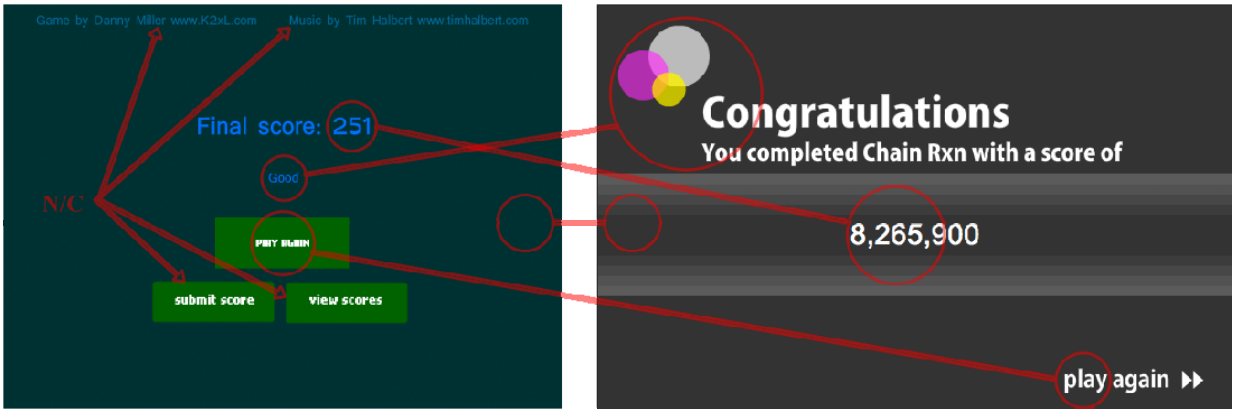 Game by Danny Miller www.K2xL.com
Music by Tim Halbert www.timhalbert.com
Final score: 251
Good
N/C
PLAY AGAIN
submit score
view scores
Congratulations
You completed Chain Rxn with a score of
8,265,900
play again